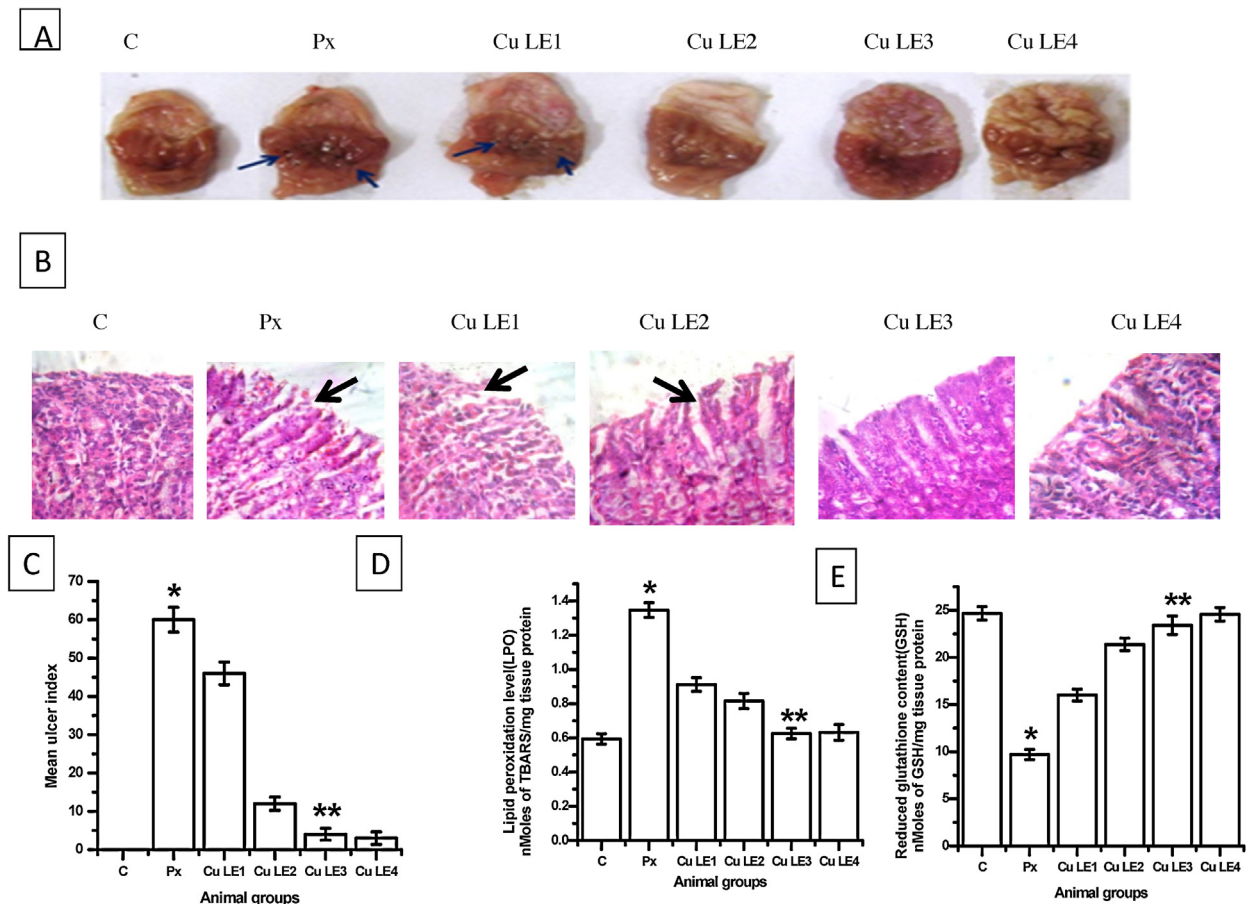 A
C Px Cu LE1 Cu LE2 Cu LE3 Cu LE4
B
C Px Cu LE1 Cu LE2 Cu LE3 Cu LE4
C
70
60
50
40
30
20
10
0
Mean ulcer index
*
**
C Px Cu LE1 Cu LE2 Cu LE3 Cu LE4
Animal groups
D
1.4
1.2
1.0
0.8
0.6
0.4
0.2
0.0
Lipid peroxidation level(LPO)
nMoles of TBARS/mg tissue protein
*
**
C Px Cu LE1 Cu LE2 Cu LE3 Cu LE4
Animal groups
E
25
20
15
10
5
0
Reduced glutathione content(GSH)
nMoles of GSH/mg tissue protein
*
**
C Px Cu LE1 Cu LE2 Cu LE3 Cu LE4
Animal groups